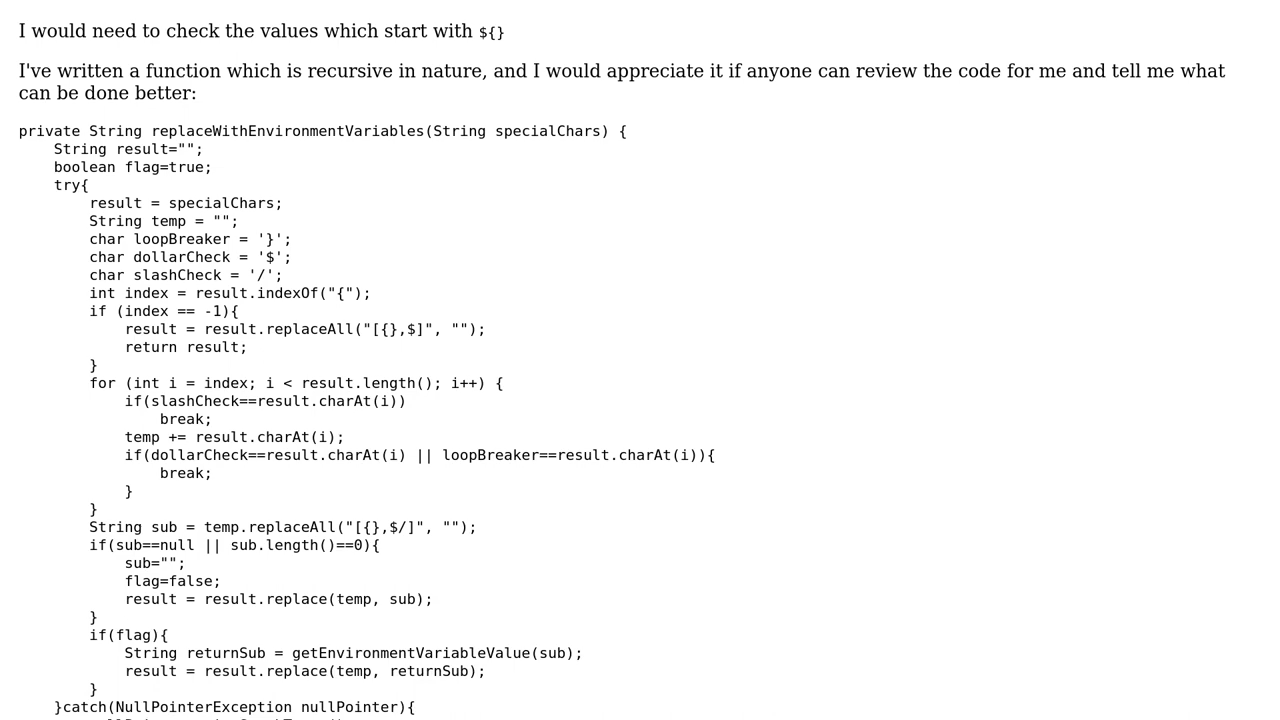 I would need to check the values which start with ${}
I've written a function which is recursive in nature, and I would appreciate it if anyone can review the code for me and tell me what
can be done better:
private String replaceWithEnvironmentVariables(String specialChars) {
    String result="";
    boolean flag=true;
    try{
        result = specialChars;
        String temp = "";
        char loopBreaker = '}';
        char dollarCheck = '$';
        char slashCheck = '/';
        int index = result.indexOf("{");
        if (index == -1){
            result = result.replaceAll("[{},$]", "");
            return result;
        }
        for (int i = index; i < result.length(); i++) {
            if(slashCheck==result.charAt(i))
                break;
            temp += result.charAt(i);
            if(dollarCheck==result.charAt(i) || loopBreaker==result.charAt(i)){
                break;
            }
        }
        String sub = temp.replaceAll("[{},$/]", "");
        if(sub==null || sub.length()==0){
            sub="";
            flag=false;
            result = result.replace(temp, sub);
        }
        if(flag){
            String returnSub = getEnvironmentVariableValue(sub);
            result = result.replace(temp, returnSub);
        }
    }catch(NullPointerException nullPointer){